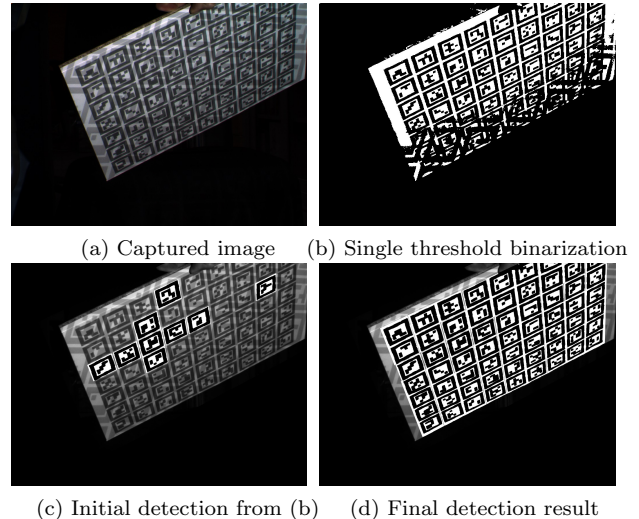 (a) Captured image
(b) Single threshold binarization
(c) Initial detection from (b)
(d) Final detection result